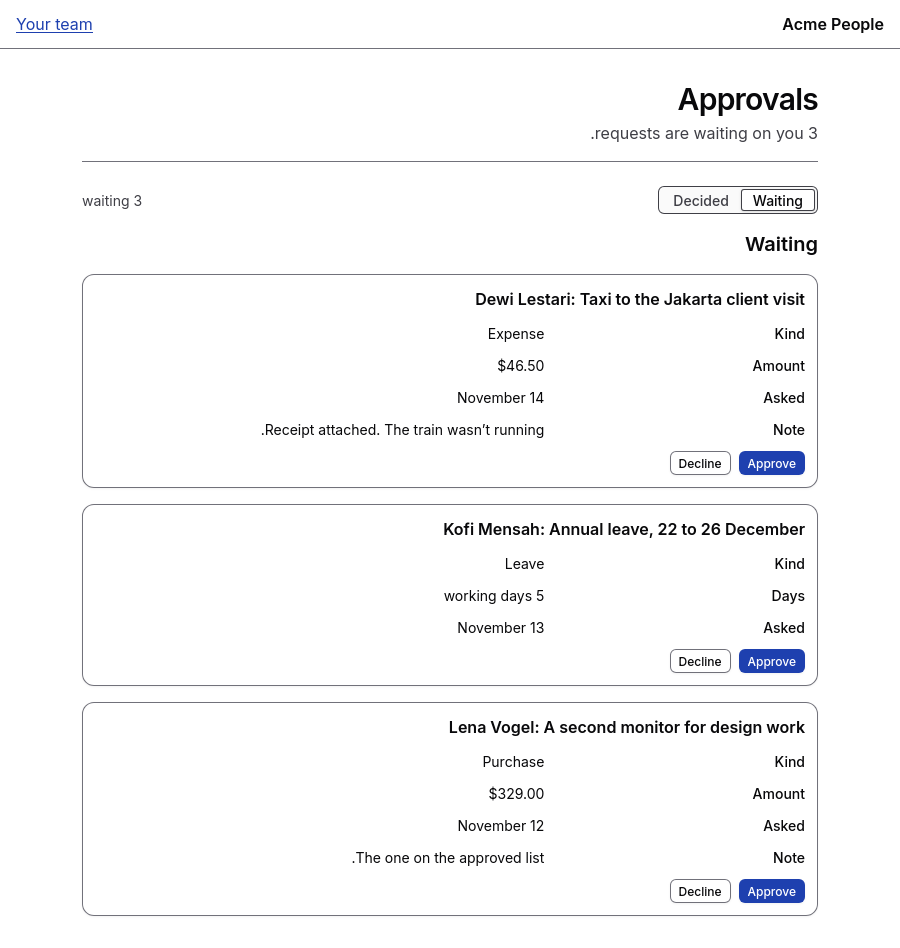 Acme People
Your team
Approvals
.requests are waiting on you 3
Waiting
Decided
waiting 3
Waiting
Dewi Lestari: Taxi to the Jakarta client visit
Kind
Expense
Amount
$46.50
Asked
November 14
Note
.Receipt attached. The train wasn’t running
Approve
Decline
Kofi Mensah: Annual leave, 22 to 26 December
Kind
Leave
Days
working days 5
Asked
November 13
Approve
Decline
Lena Vogel: A second monitor for design work
Kind
Purchase
Amount
$329.00
Asked
November 12
Note
.The one on the approved list
Approve
Decline